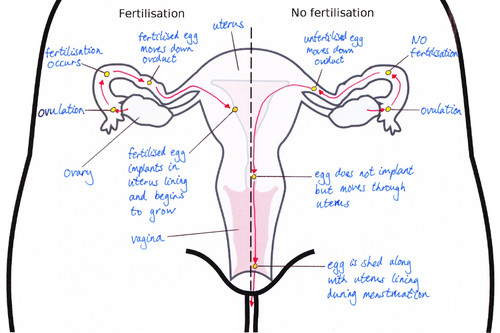 Fertilisation
No fertilisation
uterus
fertilised egg
moves down
oviduct
fertilisation
occurs
ovulation
ovary
fertilised egg
implants in
uterus lining
and begins
to grow
vagina
unfertilised egg
moves down
oviduct
NO
fertilisation
ovulation
egg does not implant
but moves through
uterus
egg is shed along
with uterus lining
during menstruation